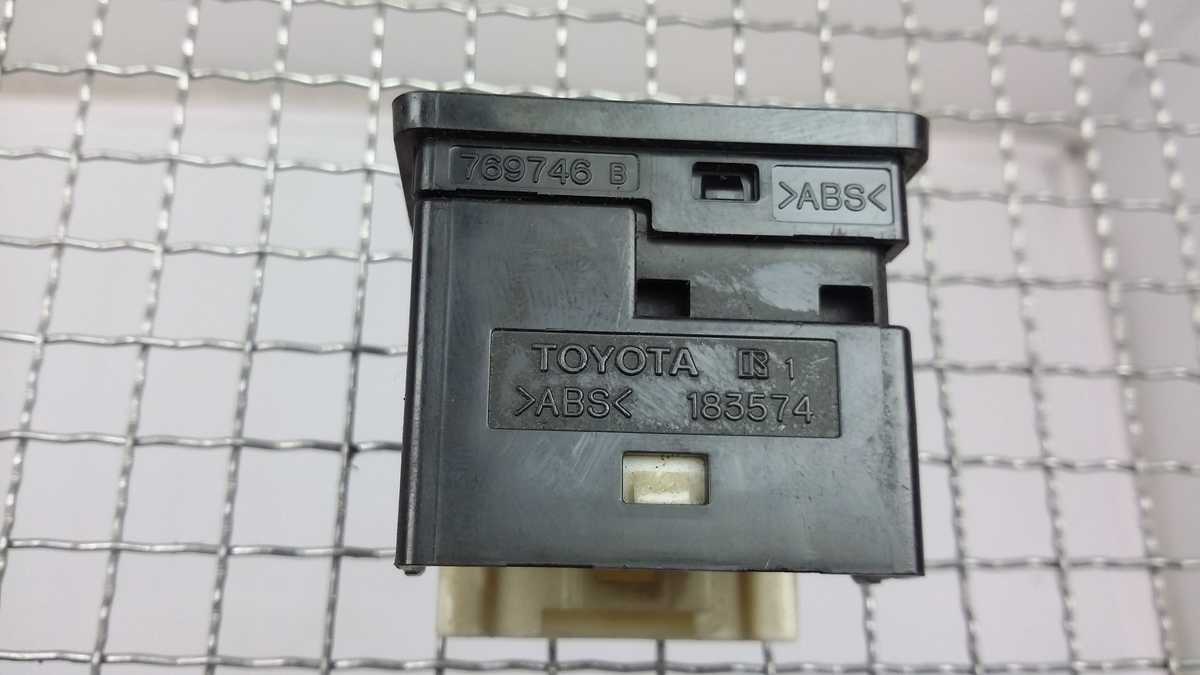 769746 B
>ABS<
TOYOTA R 1
>ABS< 183574